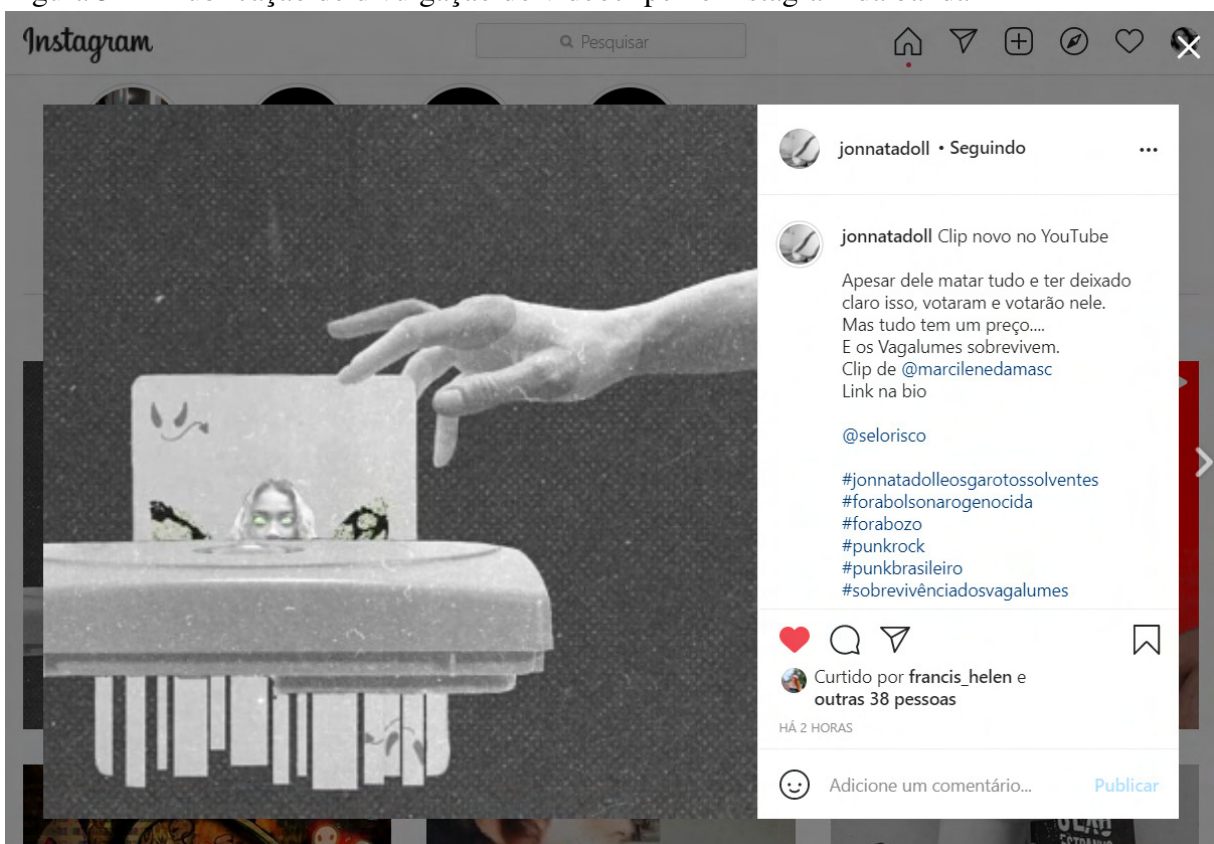 Instagram
Pesquisar
jonnatadoll • Seguindo
jonnatadoll Clip novo no YouTube
Apesar dele matar tudo e ter deixado
claro isso, votaram e votarão nele.
Mas tudo tem um preço....
E os Vagalumes sobrevivem.
Clip de @marcilenedamasc
Link na bio
@selorisco
#jonnatadolleosgarotossolventes
#forabolsonarogenocida
#forabozo
#punkrock
#punkbrasileiro
#sobrevivênciadosvagalumes
Curtido por francis_helen e
outras 38 pessoas
HÁ 2 HORAS
Adicione um comentário... Publicar